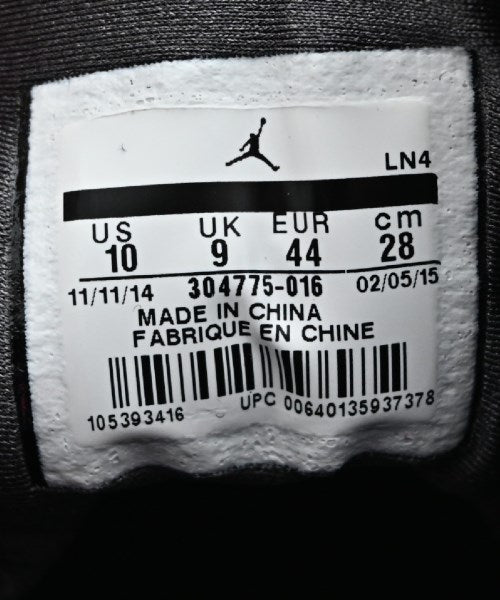 LN4
US UK EUR cm
10 9 44 28
11/11/14 304775-016 02/05/15
MADE IN CHINA
FABRIQUE EN CHINE
105393416 UPC 00640135937378